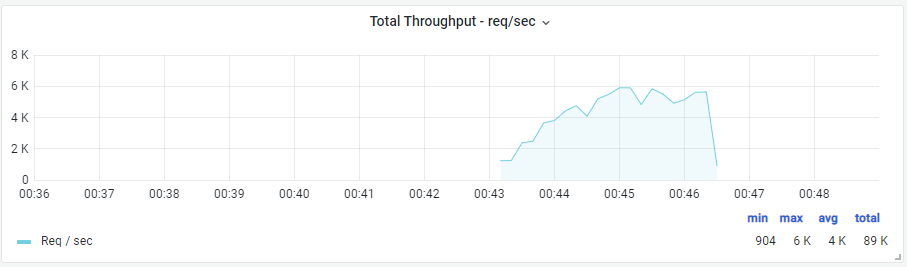 Total Throughput - req/sec
8 K
6 K
4 K
2 K
0
00:36 00:37 00:38 00:39 00:40 00:41 00:42 00:43 00:44 00:45 00:46 00:47 00:48
min max avg total
Req / sec 904 6 K 4 K 89 K